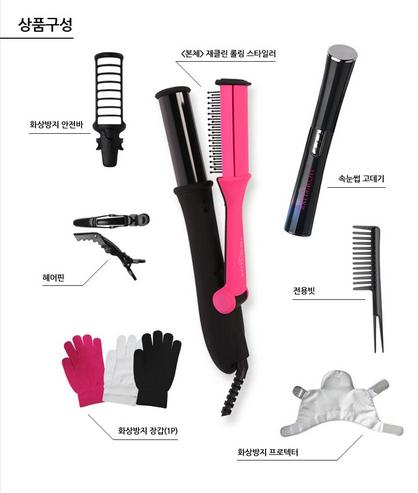 상품구성
<본체> 재클린 롤링 스타일러
화상방지 안전바
속눈썹 고데기
헤어핀
전용빗
화상방지 장갑(1P)
화상방지 프로텍터